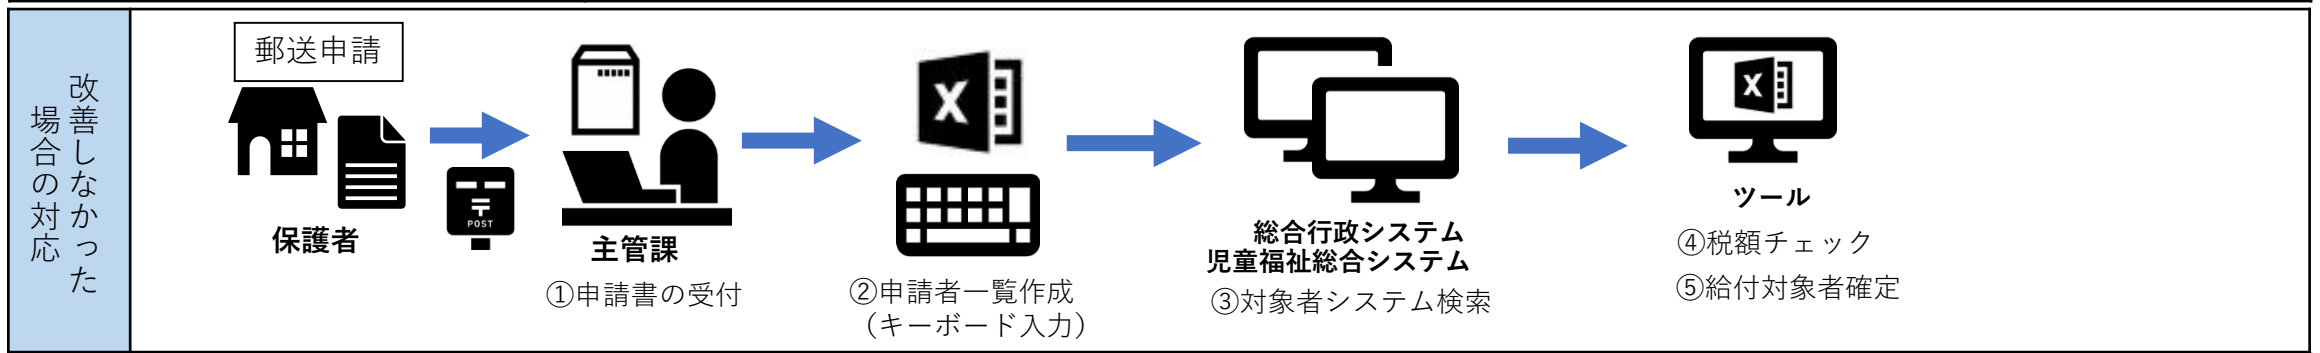 改善しなかった
場合の対応
郵送申請
保護者
〒
POST
主管課
①申請書の受付
X
②申請者一覧作成
（キーボード入力）
総合行政システム
児童福祉総合システム
③対象者システム検索
X
ツール
④税額チェック
⑤給付対象者確定